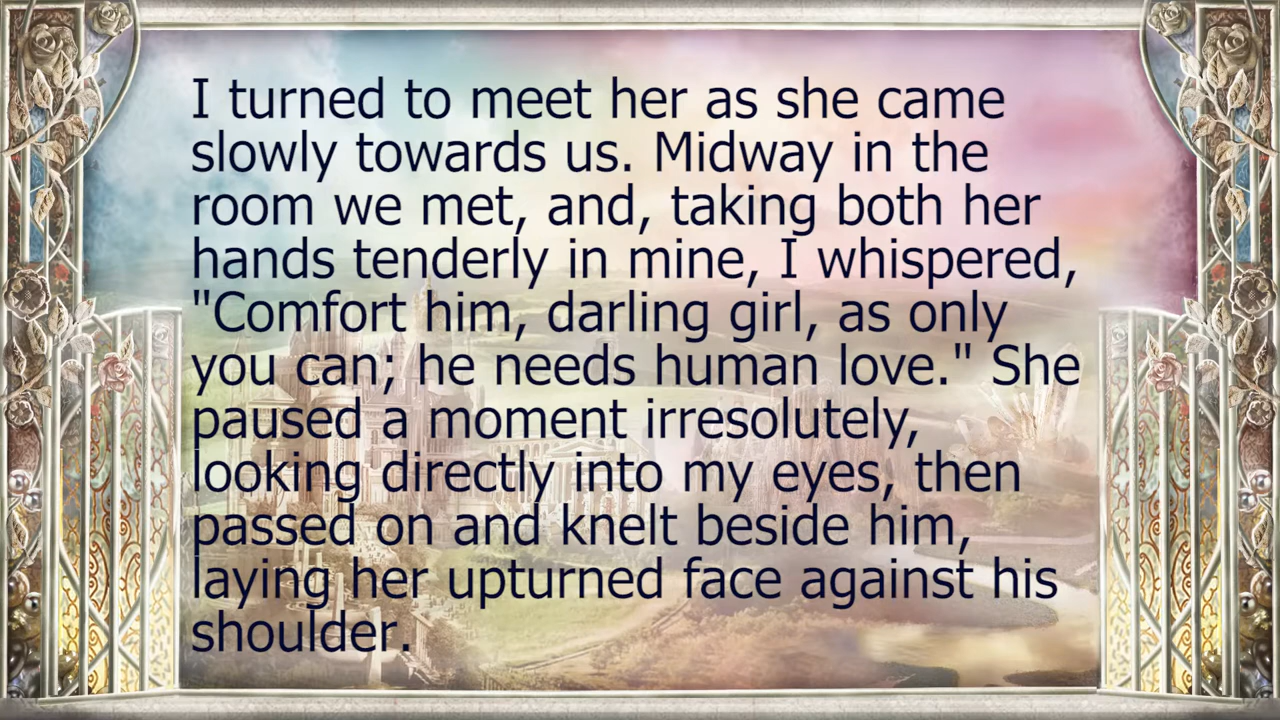 I turned to meet her as she came
slowly towards us. Midway in the
room we met, and, taking both her
hands tenderly in mine, I whispered,
"Comfort him, darling girl, as only
you can; he needs human love." She
paused a moment irresolutely,
looking directly into my eyes, then
passed on and knelt beside him,
laying her upturned face against his
shoulder.